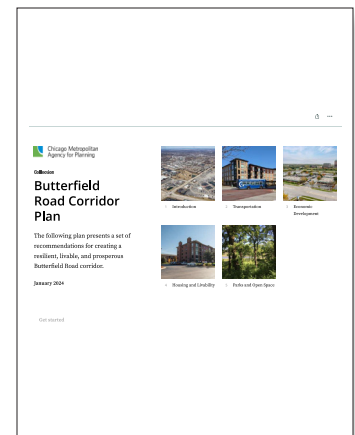 Chicago Metropolitan
Agency for Planning
Collection
Butterfield
Road Corridor
Plan
The following plan presents a set of
recommendations for creating a
resilient, livable, and prosperous
Butterfield Road corridor.
January 2024
Get started
1 Introduction
2 Transportation
3 Economic
Development
4 Housing and Livability
5 Parks and Open Space